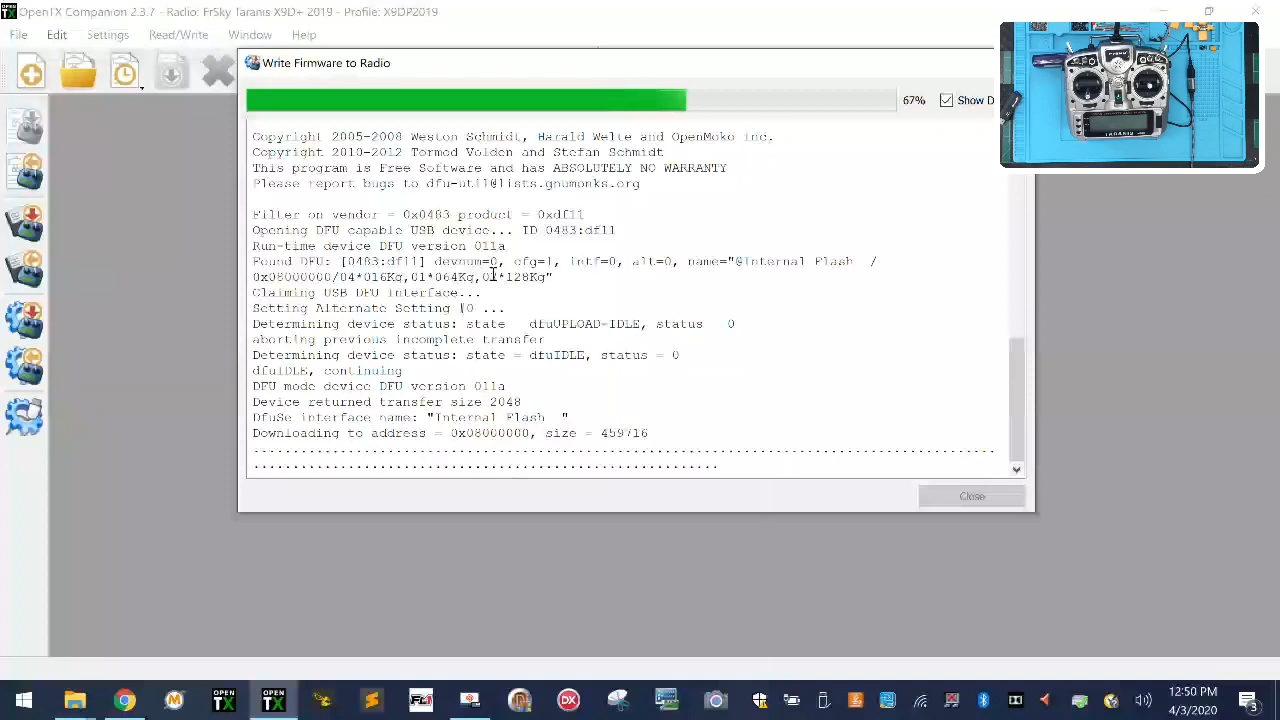 OpenTX Companion 2.3.7 - Radio: FrSky Taranis X9D+ 2019 - Profile: X9DP2019
File Edit Settings Read/Write Window Help
Write Firmware to Radio
67% Show D
Copyright 2005-20 Weston Schmidt, Harald Welte and OpenMoko Inc.
Copyright 2010-2012 Tormod Volden and Stefan Schmidt
This program is Free Software and has ABSOLUTELY NO WARRANTY
Please report bugs to dfu-util@lists.gnumonks.org
Filter on vendor = 0x0483 product = 0xdf11
Opening DFU capable USB device... ID 0483:df11
Run-time device DFU version 011a
Found DFU: [0483:df11] devnum=0, cfg=1, intf=0, alt=0, name="@Internal Flash /
0x08000000/04*016Kg,01*064Kg,0 *128Kg"
Claiming USB DFU Interface...
Setting Alternate Setting #0 ...
Determining device status: state dfuUPLOAD-IDLE, status 0
aborting previous incomplete transfer
Determining device status: state = dfuIDLE, status = 0
dfuIDLE, continuing
DFU mode device DFU version 011a
Device returned transfer size 2048
DfuSe interface name: "Internal Flash "
Downloading to address = 0x08000000, size = 459716
Close
OPEN TX
OPEN TX
DX
12:50 PM
4/3/2020
3